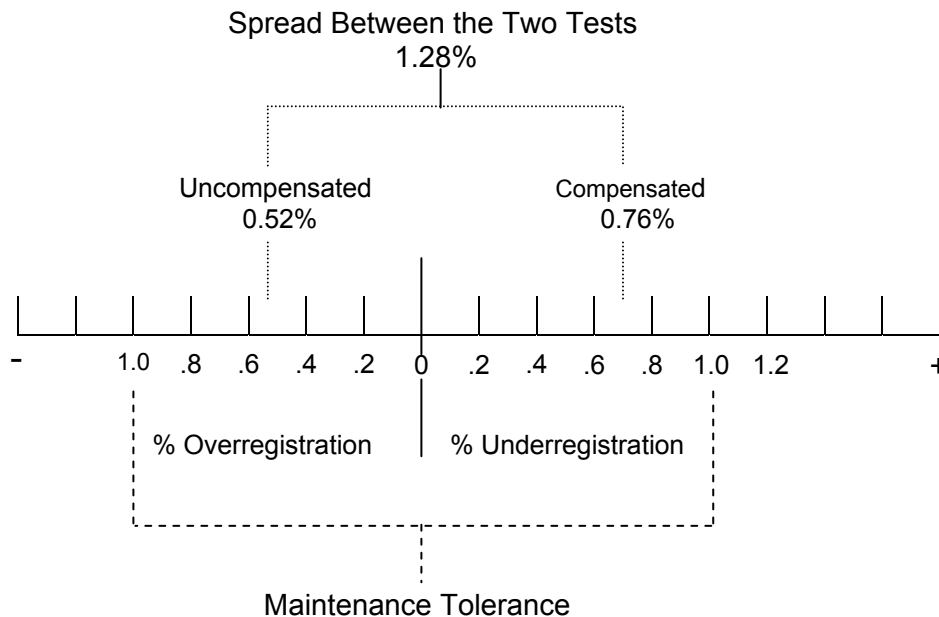 Spread Between the Two Tests
1.28%
Uncompensated
0.52%
Compensated
0.76%
- 1.0 .8 .6 .4 .2 0 .2 .4 .6 .8 1.0 1.2 +
% Overregistration % Underregistration
Maintenance Tolerance